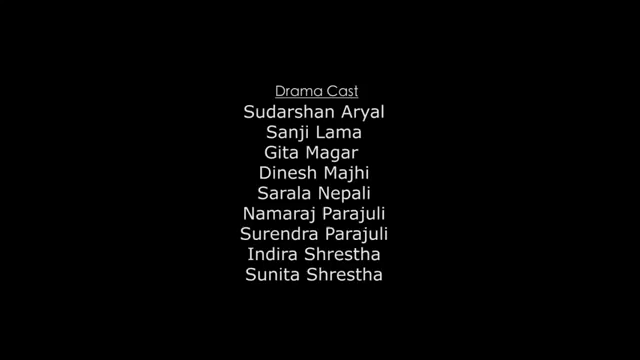 Drama Cast
Sudarshan Aryal
Sanji Lama
Gita Magar
Dinesh Majhi
Sarala Nepali
Namaraj Parajuli
Surendra Parajuli
Indira Shrestha
Sunita Shrestha